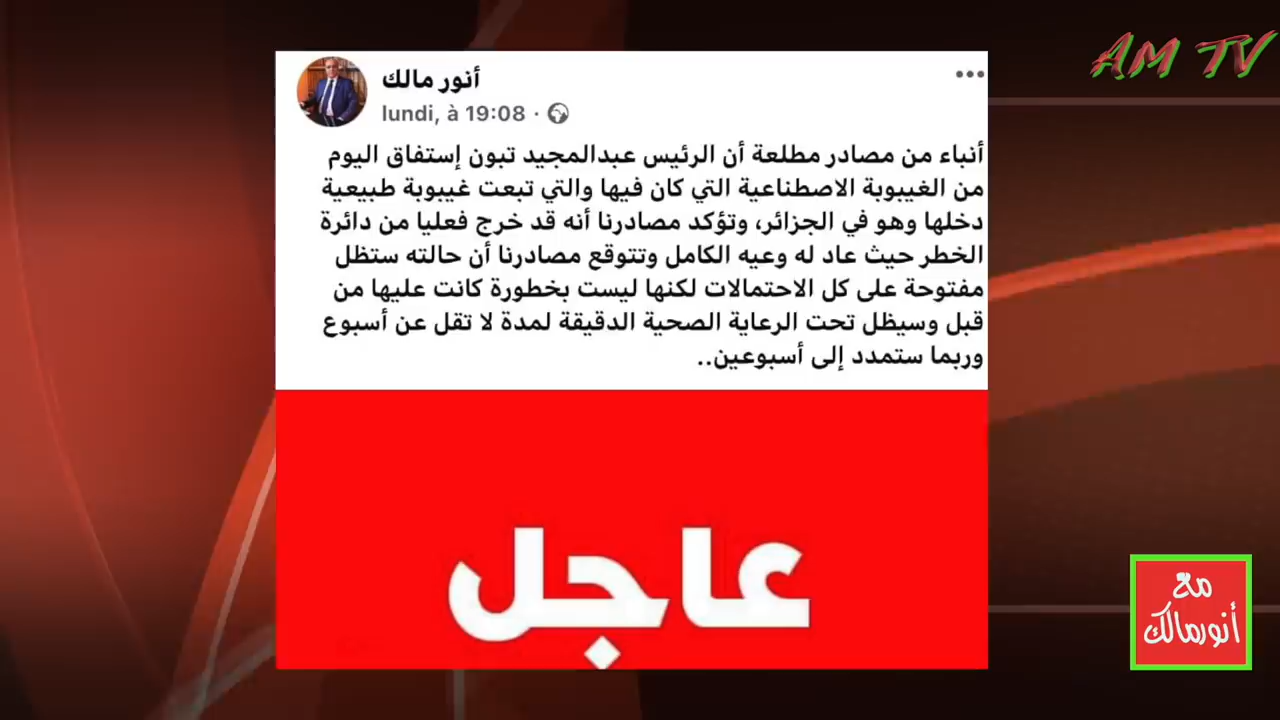 AM TV
أنور مالك
lundi, à 19:08 ·
أنباء من مصادر مطلعة أن الرئيس عبدالمجيد تبون إستفاق اليوم
من الغيبوبة الاصطناعية التي كان فيها والتي تبعت غيبوبة طبيعية
دخلها وهو في الجزائر، وتؤكد مصادرنا أنه قد خرج فعليا من دائرة
الخطر حيث عاد له وعيه الكامل وتتوقع مصادرنا أن حالته ستظل
مفتوحة على كل الاحتمالات لكنها ليست بخطورة كانت عليها من
قبل وسيظل تحت الرعاية الصحية الدقيقة لمدة لا تقل عن أسبوع
وربما ستمدد إلى أسبوعين..
عاجل
مع
أنورمالك